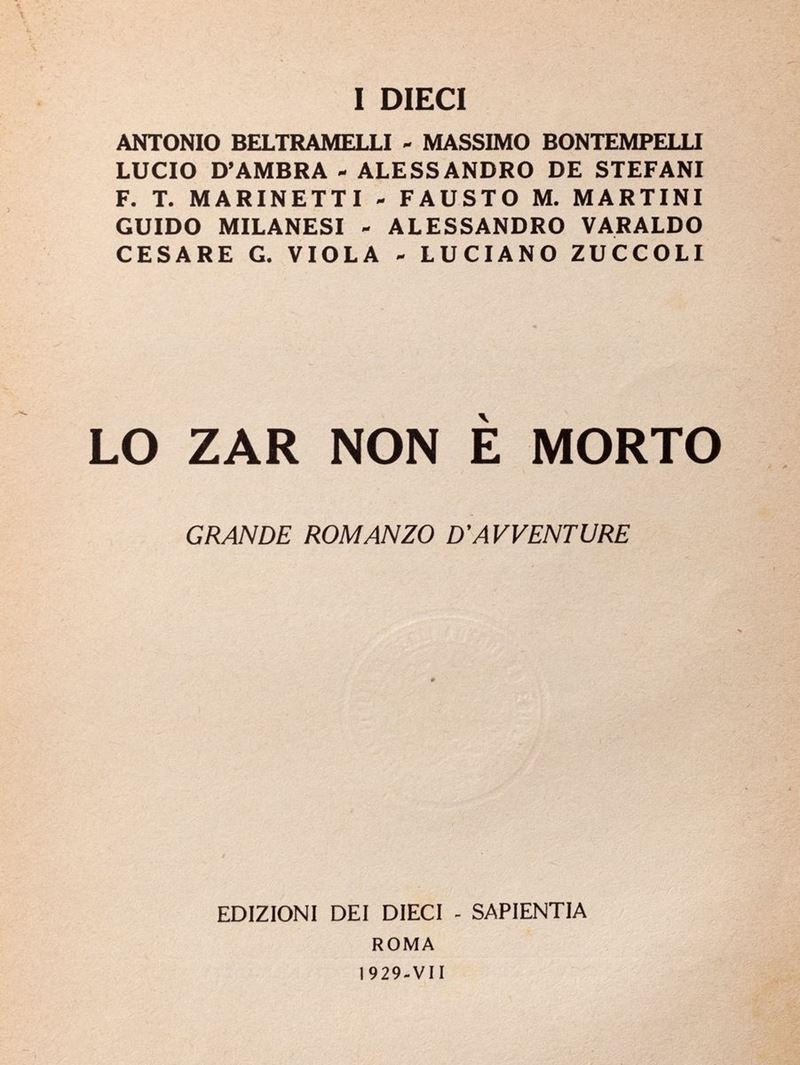 I DIECI
ANTONIO BELTRAMELLI - MASSIMO BONTEMPELLI
LUCIO D'AMBRA - ALESSANDRO DE STEFANI
F. T. MARINETTI - FAUSTO M. MARTINI
GUIDO MILANESI - ALESSANDRO VARALDO
CESARE G. VIOLA - LUCIANO ZUCCOLI
LO ZAR NON È MORTO
GRANDE ROMANZO D'AVVENTURE
EDIZIONI DEI DIECI - SAPIENTIA
ROMA
1929-VII